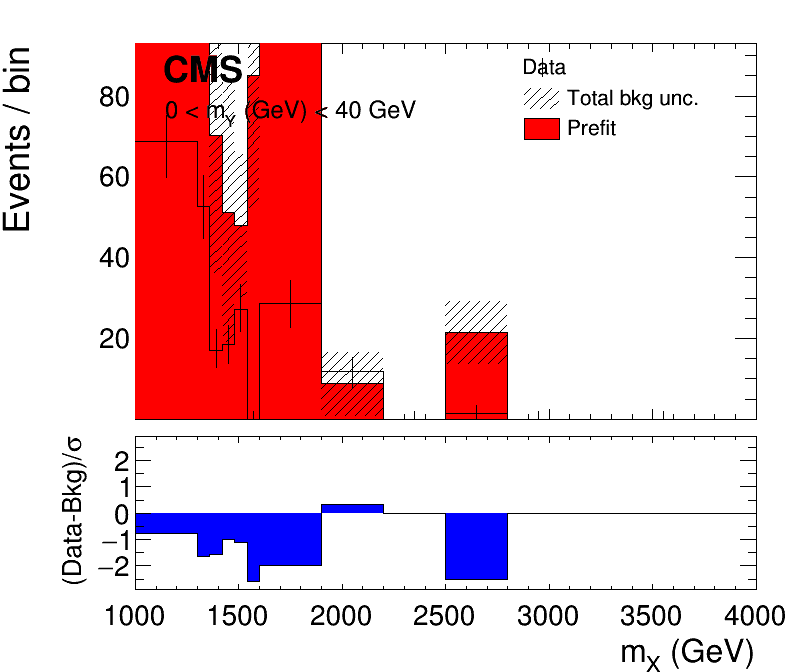 Events / bin
80
60
40
20
CMS
0 < m_Y (GeV) < 40 GeV
Data
Total bkg unc.
Prefit
(Data-Bkg)/σ
2
1
0
−1
−2
1000 1500 2000 2500 3000 3500 4000
m_X (GeV)